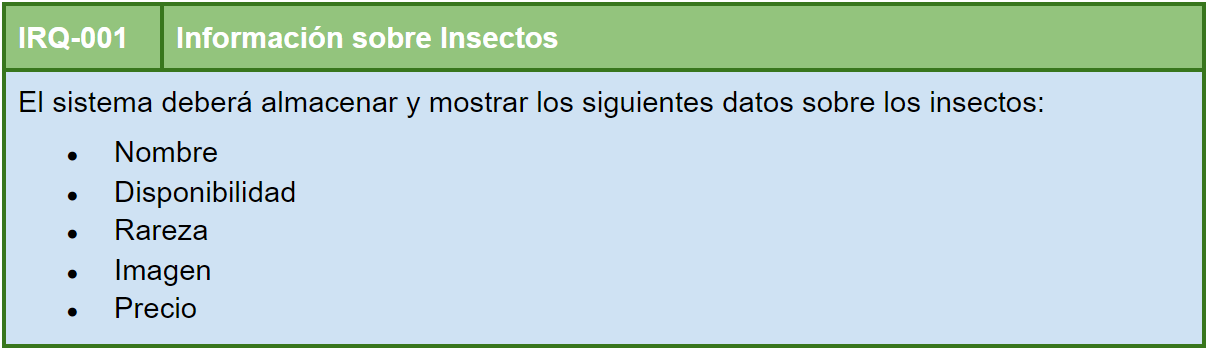 IRQ-001 Información sobre Insectos
El sistema deberá almacenar y mostrar los siguientes datos sobre los insectos:
● Nombre
● Disponibilidad
● Rareza
● Imagen
● Precio